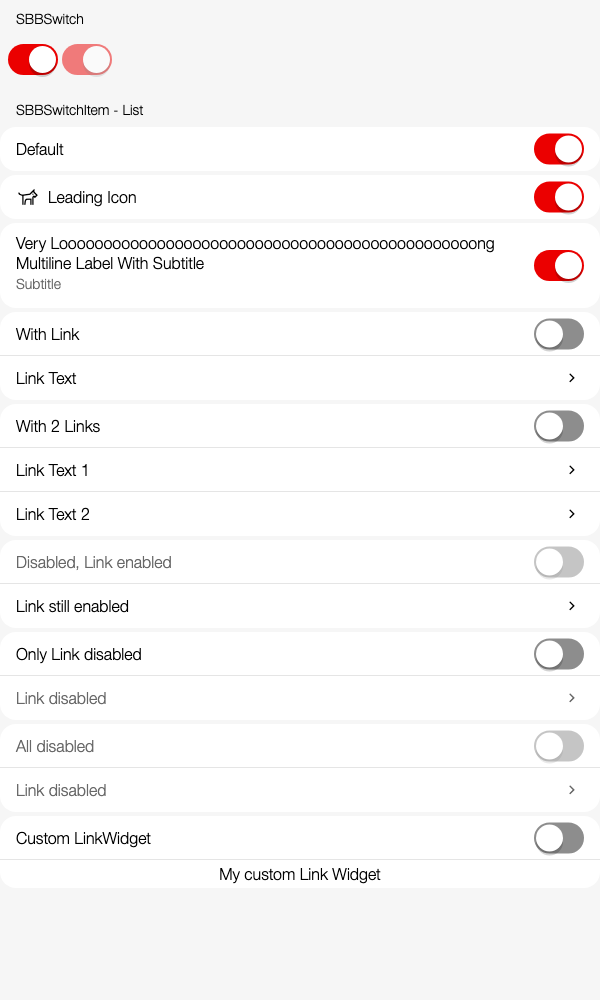 SBBSwitch
SBBSwitchItem - List
Default
Leading Icon
Very Looooooooooooooooooooooooooooooooooooooooooooooong
Multiline Label With Subtitle
Subtitle
With Link
Link Text
With 2 Links
Link Text 1
Link Text 2
Disabled, Link enabled
Link still enabled
Only Link disabled
Link disabled
All disabled
Link disabled
Custom LinkWidget
My custom Link Widget